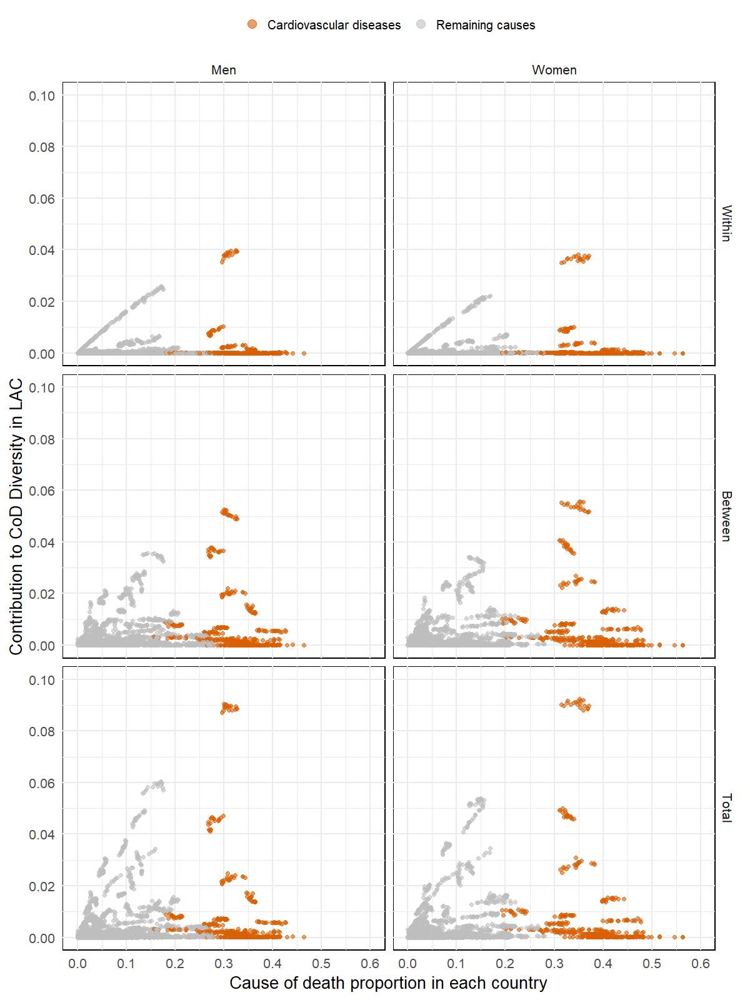 Cardiovascular diseases Remaining causes
Men Women
0.10
0.08
0.06
0.04
0.02
0.00
Within
0.10
0.08
0.06
0.04
0.02
0.00
Between
0.10
0.08
0.06
0.04
0.02
0.00
Total
Contribution to CoD Diversity in LAC
0.0 0.1 0.2 0.3 0.4 0.5 0.6 0.0 0.1 0.2 0.3 0.4 0.5 0.6
Cause of death proportion in each country